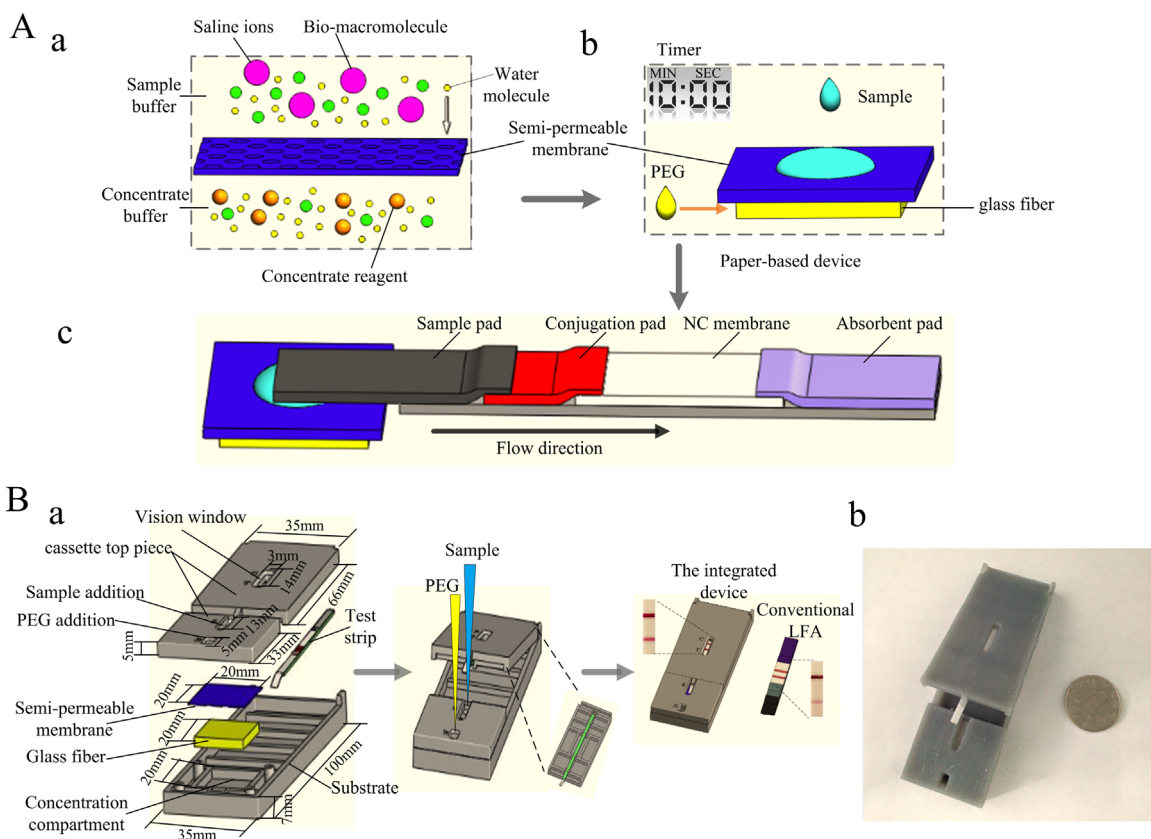 A
a
Saline ions
Bio-macromolecule
Sample
buffer
Water
molecule
Semi-permeable
membrane
Concentrate
buffer
Concentrate reagent
b
Timer
MIN SEC
10:00
Sample
PEG
glass fiber
Paper-based device
c
Sample pad
Conjugation pad
NC membrane
Absorbent pad
Flow direction
B
a
Vision window
35mm
cassette top piece
3mm
14mm
66mm
Sample addition
13mm
PEG addition
5mm
5mm
33mm
Test
strip
20mm
20mm
Semi-permeable
membrane
20mm
Glass fiber
20mm
100mm
Substrate
Concentration
compartment
7mm
35mm
Sample
PEG
The integrated
device
Conventional
LFA
b